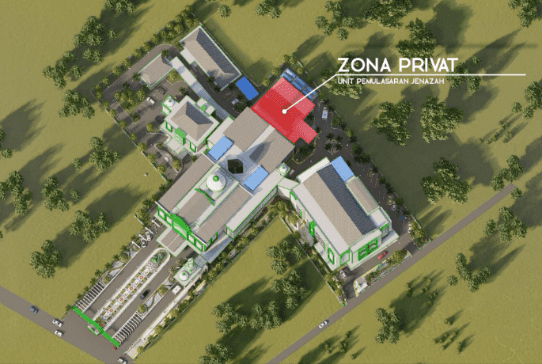 ZONA PRIVAT
UNIT PEMULASARAN JENAZAH